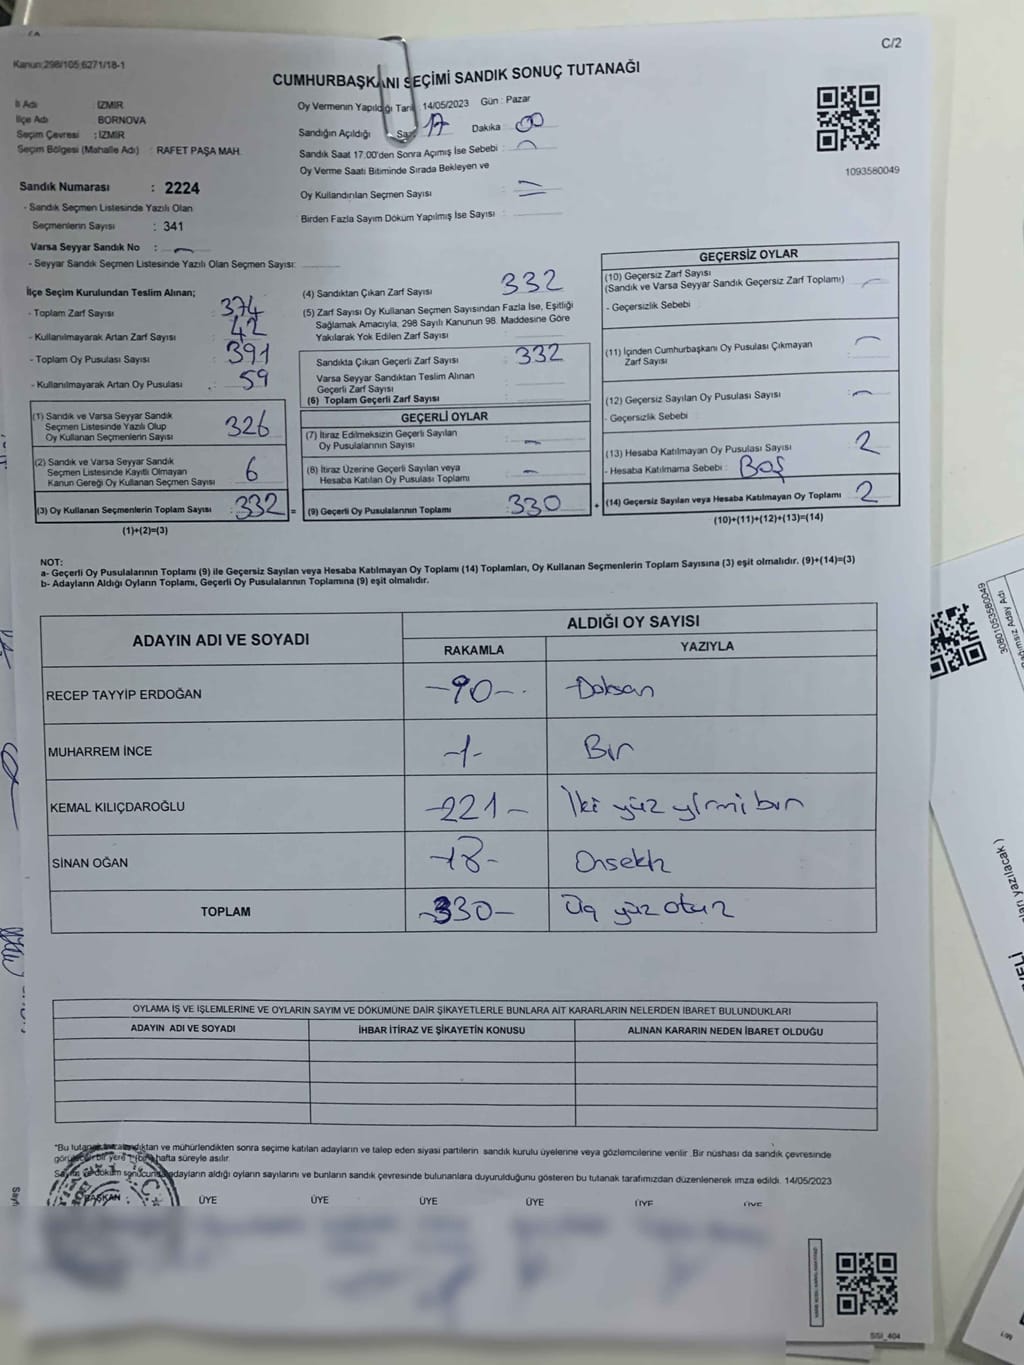 C/2
Kanun:298/105;6271/18-1
CUMHURBAŞKANI SEÇİMİ SANDIK SONUÇ TUTANAĞI
İl Adı : İZMİR
İlçe Adı BORNOVA
Seçim Çevresi : İZMİR
Seçim Bölgesi (Mahalle Adı) : RAFET PAŞA MAH.
Sandık Numarası : 2224
- Sandık Seçmen Listesinde Yazılı Olan
Seçmenlerin Sayısı : 341
Varsa Seyyar Sandık No :
- Seyyar Sandık Seçmen Listesinde Yazılı Olan Seçmen Sayısı:
Oy Vermenin Yapıldığı Tarih 14/05/2023 Gün : Pazar
Sandığın Açıldığı Saat 17 Dakika : 00
Sandık Saat 17:00'den Sonra Açımış İse Sebebi :
Oy Verme Saati Bitiminde Sırada Bekleyen ve
Oy Kullandırılan Seçmen Sayısı :
Birden Fazla Sayım Döküm Yapılmış İse Sayısı :
1093580049
İlçe Seçim Kurulundan Teslim Alınan;
- Toplam Zarf Sayısı : 374
- Kullanılmayarak Artan Zarf Sayısı : 42
- Toplam Oy Pusulası Sayısı : 391
- Kullanılmayarak Artan Oy Pusulası : 59
(1) Sandık ve Varsa Seyyar Sandık
Seçmen Listesinde Yazılı Olup
Oy Kullanan Seçmenlerin Sayısı 326
(2) Sandık ve Varsa Seyyar Sandık
Seçmen Listesinde Kayıtlı Olmayan
Kanun Gereği Oy Kullanan Seçmen Sayısı 6
(3) Oy Kullanan Seçmenlerin Toplam Sayısı : 332 =
(1)+(2)=(3)
(4) Sandıktan Çıkan Zarf Sayısı 332
(5) Zarf Sayısı Oy Kullanan Seçmen Sayısından Fazla İse, Eşitliği
Sağlamak Amacıyla, 298 Sayılı Kanunun 98. Maddesine Göre
Yakılarak Yok Edilen Zarf Sayısı
Sandıkta Çıkan Geçerli Zarf Sayısı : 332
Varsa Seyyar Sandıktan Teslim Alınan
Geçerli Zarf Sayısı
(6) Toplam Geçerli Zarf Sayısı
GEÇERLİ OYLAR
(7) İtiraz Edilmeksizin Geçerli Sayılan
Oy Pusulalarının Sayısı :
(8) İtiraz Üzerine Geçerli Sayılan veya
Hesaba Katılan Oy Pusulası Toplamı :
(9) Geçerli Oy Pusulalarının Toplamı : 330 +
GEÇERSİZ OYLAR
(10) Geçersiz Zarf Sayısı
(Sandık ve Varsa Seyyar Sandık Geçersiz Zarf Toplamı)
- Geçersizlik Sebebi
(11) İçinden Cumhurbaşkanı Oy Pusulası Çıkmayan
Zarf Sayısı
(12) Geçersiz Sayılan Oy Pusulası Sayısı :
- Geçersizlik Sebebi
(13) Hesaba Katılmayan Oy Pusulası Sayısı : 2
- Hesaba Katılmama Sebebi : Boş
(14) Geçersiz Sayılan veya Hesaba Katılmayan Oy Toplamı : 2
(10)+(11)+(12)+(13)=(14)
NOT:
a- Geçerli Oy Pusulalarının Toplamı (9) ile Geçersiz Sayılan veya Hesaba Katılmayan Oy Toplamı (14) Toplamları, Oy Kullanan Seçmenlerin Toplam Sayısına (3) eşit olmalıdır. (9)+(14)=(3)
b- Adayların Aldığı Oyların Toplamı, Geçerli Oy Pusulalarının Toplamına (9) eşit olmalıdır.
ADAYIN ADI VE SOYADI ALDIĞI OY SAYISI
RAKAMLA YAZIYLA
RECEP TAYYİP ERDOĞAN -90- Doksan
MUHARREM İNCE -1- Bir
KEMAL KILIÇDAROĞLU -221- İki yüz yirmi bir
SİNAN OĞAN -18- Onsekiz
TOPLAM -330- Üç yüz otuz
OYLAMA İŞ VE İŞLEMLERİNE VE OYLARIN SAYIM VE DÖKÜMÜNE DAİR ŞİKAYETLERLE BUNLARA AİT KARARLARIN NELERDEN İBARET BULUNDUKLARI
ADAYIN ADI VE SOYADI İHBAR İTİRAZ VE ŞİKAYETİN KONUSU ALINAN KARARIN NEDEN İBARET OLDUĞU
ve mühürlendikten sonra seçime katılan adayların ve talep eden siyasi partilerin sandık kurulu üyelerine veya gözlemcilerine verilir .Bir nüshası da sandık çevresinde
bir yere hafta süreyle asılır.
adayların aldığı oyların sayılarını ve bunların sandık çevresinde bulunanlara duyurulduğunu gösteren bu tutanak tarafımızdan düzenlenerek imza edildi. 14/05/2023
BAŞKAN ÜYE ÜYE ÜYE ÜYE ÜYE ÜYE
SSI_404
30801053580049
Bağımsız Aday Adı
yazılacak )